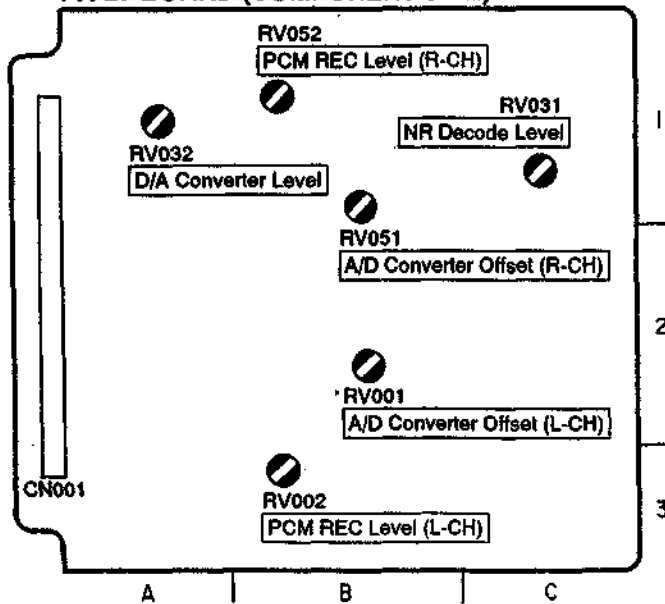 RV052
PCM REC Level (R-CH)
RV031
NR Decode Level
1
RV032
D/A Converter Level
RV051
A/D Converter Offset (R-CH)
2
RV001
A/D Converter Offset (L-CH)
CN001
RV002
PCM REC Level (L-CH)
3
A
B
C